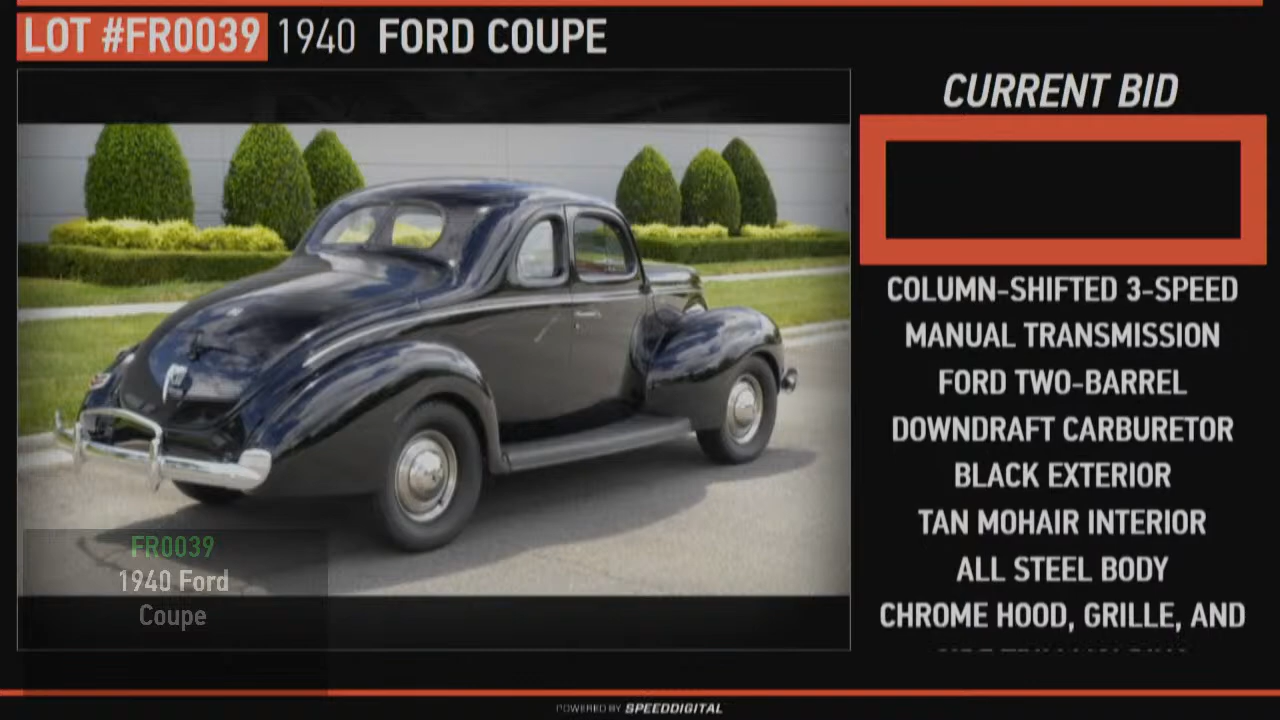 LOT #FR0039 1940 FORD COUPE
CURRENT BID
COLUMN-SHIFTED 3-SPEED
MANUAL TRANSMISSION
FORD TWO-BARREL
DOWNDRAFT CARBURETOR
BLACK EXTERIOR
TAN MOHAIR INTERIOR
ALL STEEL BODY
CHROME HOOD, GRILLE, AND
FR0039
1940 Ford
Coupe
POWERED BY SPEEDDIGITAL